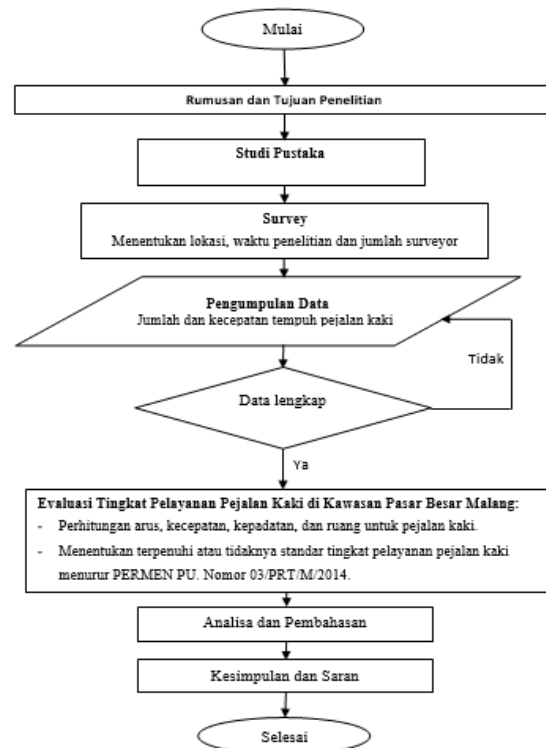 Mulai
Rumusan dan Tujuan Penelitian
Studi Pustaka
Survey
Menentukan lokasi, waktu penelitian dan jumlah surveyor
Pengumpulan Data
Jumlah dan kecepatan tempuh pejalan kaki
Tidak
Data lengkap
Ya
Evaluasi Tingkat Pelayanan Pejalan Kaki di Kawasan Pasar Besar Malang:
- Perhitungan arus, kecepatan, kepadatan, dan ruang untuk pejalan kaki.
- Menentukan terpenuhi atau tidaknya standar tingkat pelayanan pejalan kaki
menurur PERMEN PU. Nomor 03/PRT/M/2014.
Analisa dan Pembahasan
Kesimpulan dan Saran
Selesai